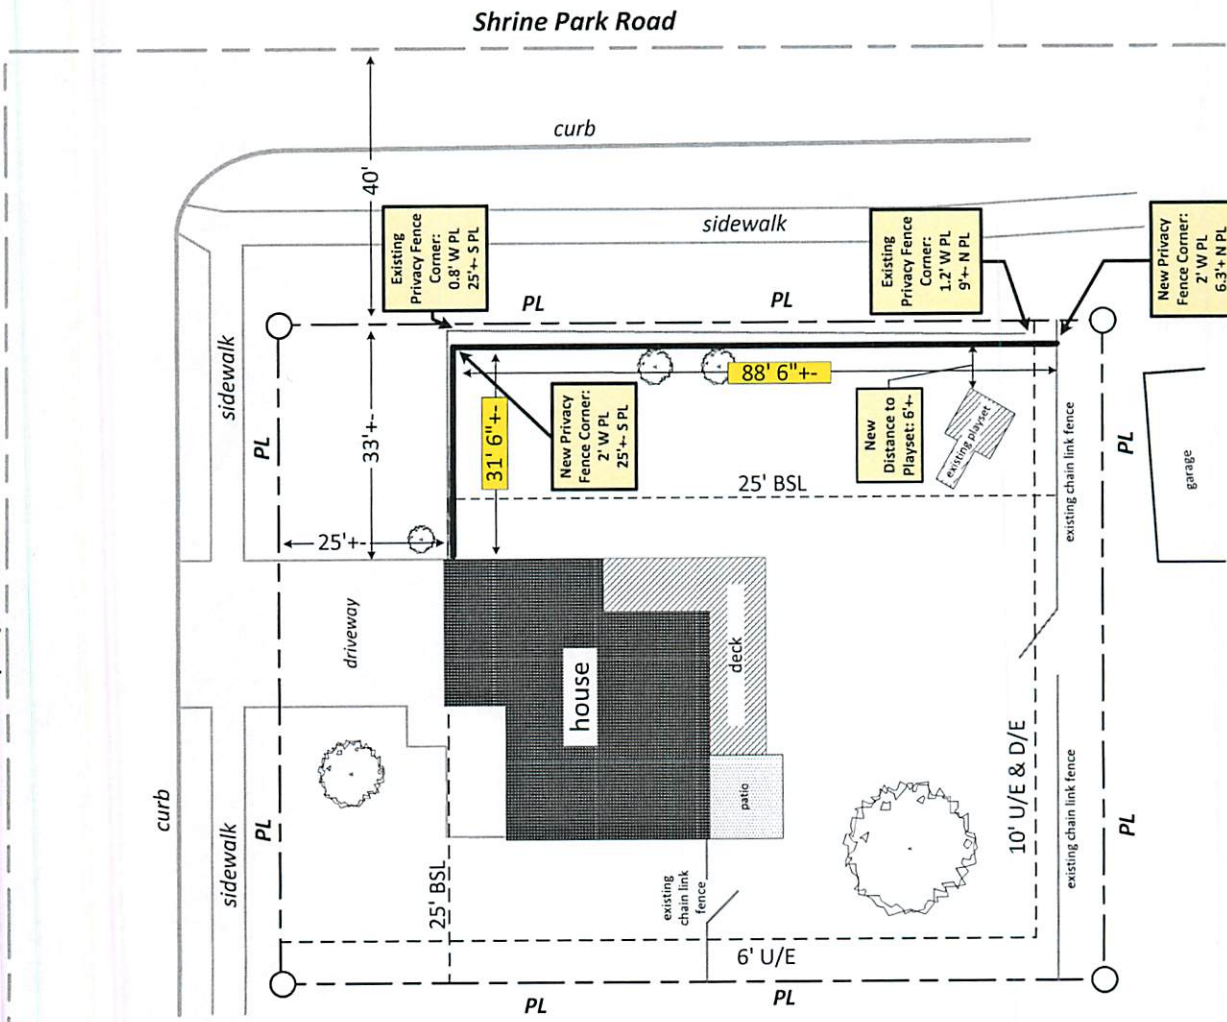 Shrine Park Road
curb
40'
sidewalk
Existing
Privacy Fence
Corner:
0.8' W PL
25'+- S PL
Existing
Privacy Fence
Corner:
1.2' W PL
9'+- N PL
New Privacy
Fence Corner:
2' W PL
6.3'+ N PL
PL
PL
sidewalk
PL
33'+-
31' 6"+-
New Privacy
Fence Corner:
2' W PL
25'+- S PL
88' 6"+-
New
Distance to
Playset: 6'+-
existing playset
25' BSL
existing chain link fence
PL
garage
25'+-
driveway
house
deck
patio
10' U/E & D/E
existing chain link fence
PL
curb
sidewalk
PL
25' BSL
existing
chain link
fence
6' U/E
PL
PL